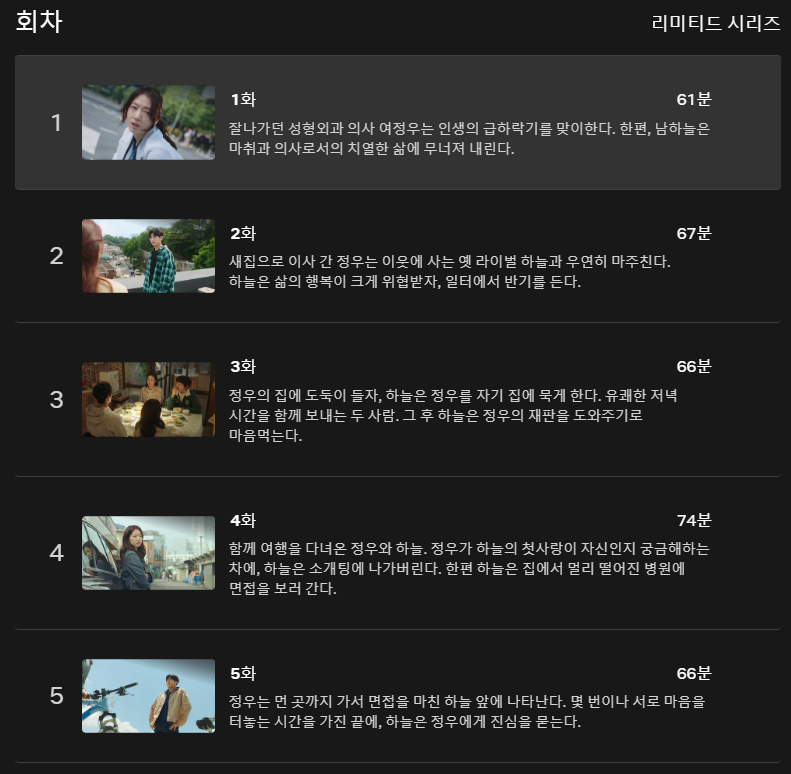 회차
리미티드 시리즈
1
1화
61분
잘나가던 성형외과 의사 여정우는 인생의 급하락기를 맞이한다. 한편, 남하늘은
마취과 의사로서의 치열한 삶에 무너져 내린다.
2
2화
67분
새집으로 이사 간 정우는 이웃에 사는 옛 라이벌 하늘과 우연히 마주친다.
하늘은 삶의 행복이 크게 위협받자, 일터에서 반기를 든다.
3
3화
66분
정우의 집에 도둑이 들자, 하늘은 정우를 자기 집에 묵게 한다. 유쾌한 저녁
시간을 함께 보내는 두 사람. 그 후 하늘은 정우의 재판을 도와주기로
마음먹는다.
4
4화
74분
함께 여행을 다녀온 정우와 하늘. 정우가 하늘의 첫사랑이 자신인지 궁금해하는
차에, 하늘은 소개팅에 나가버린다. 한편 하늘은 집에서 멀리 떨어진 병원에
면접을 보러 간다.
5
5화
66분
정우는 먼 곳까지 가서 면접을 마친 하늘 앞에 나타난다. 몇 번이나 서로 마음을
터놓는 시간을 가진 끝에, 하늘은 정우에게 진심을 묻는다.